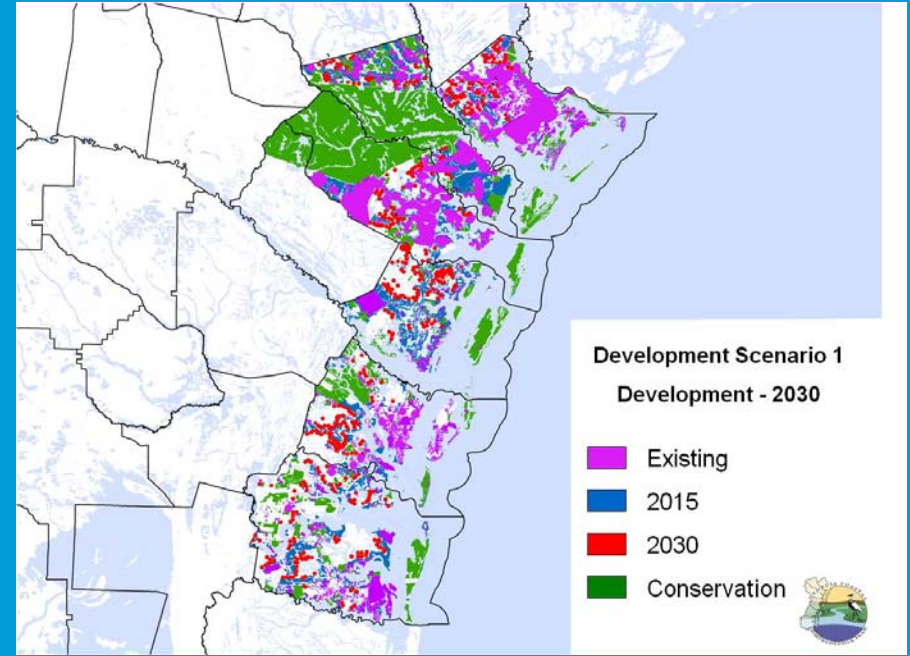 Development Scenario 1
Development - 2030
Existing
2015
2030
Conservation